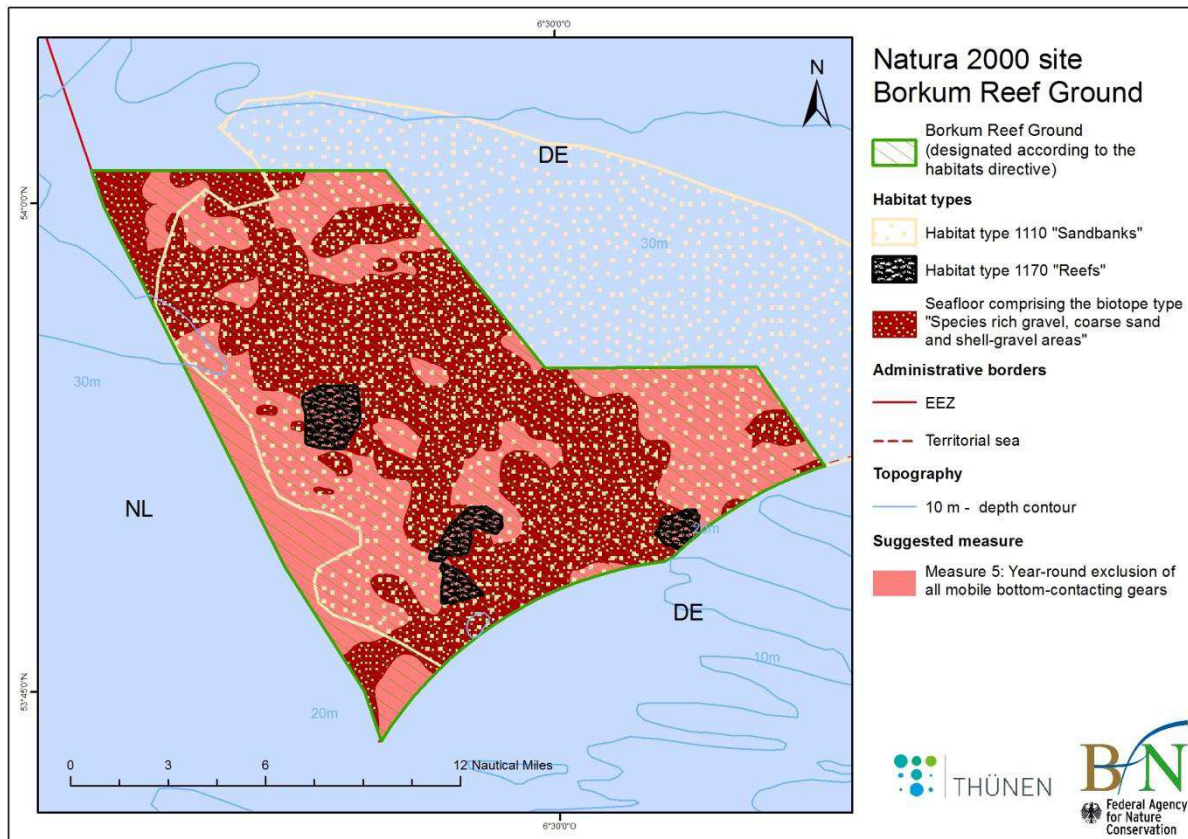 6°30'0"O
N
DE
54°0'0"N
30m
30m
NL
20m
DE
10m
53°45'0"N
20m
0 3 6 12 Nautical Miles
6°30'0"O
Natura 2000 site
Borkum Reef Ground
Borkum Reef Ground
(designated according to the
habitats directive)
Habitat types
Habitat type 1110 "Sandbanks"
Habitat type 1170 "Reefs"
Seafloor comprising the biotope type
"Species rich gravel, coarse sand
and shell-gravel areas"
Administrative borders
EEZ
Territorial sea
Topography
10 m - depth contour
Suggested measure
Measure 5: Year-round exclusion of
all mobile bottom-contacting gears
THÜNEN
BfN
Federal Agency
for Nature
Conservation